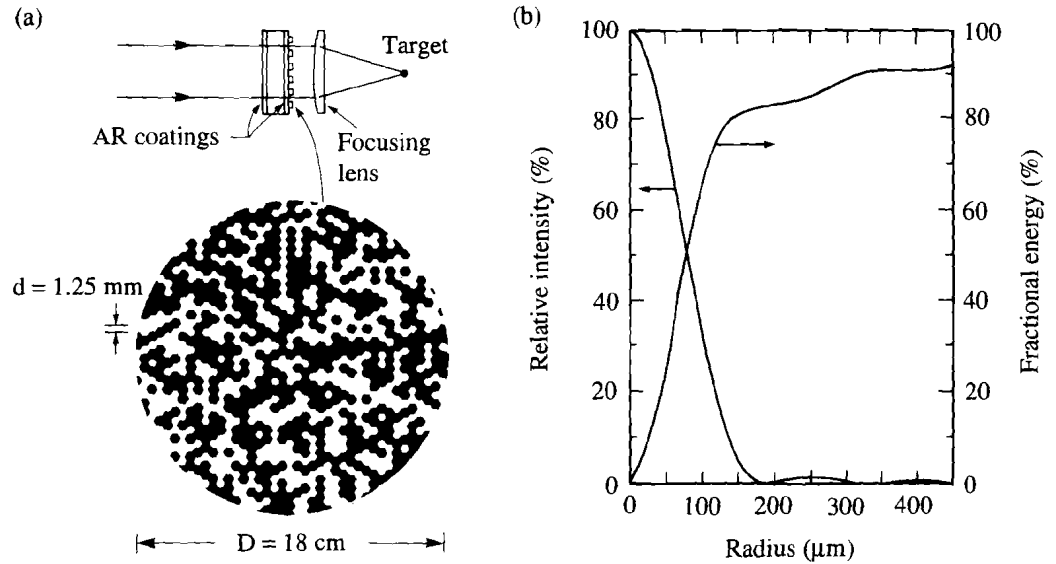 (a)
Target
AR coatings
Focusing
lens
d = 1.25 mm
D = 18 cm
(b)
100
80
60
40
20
0
Relative intensity (%)
100
80
60
40
20
0
Fractional energy (%)
0
100
200
300
400
Radius (μm)